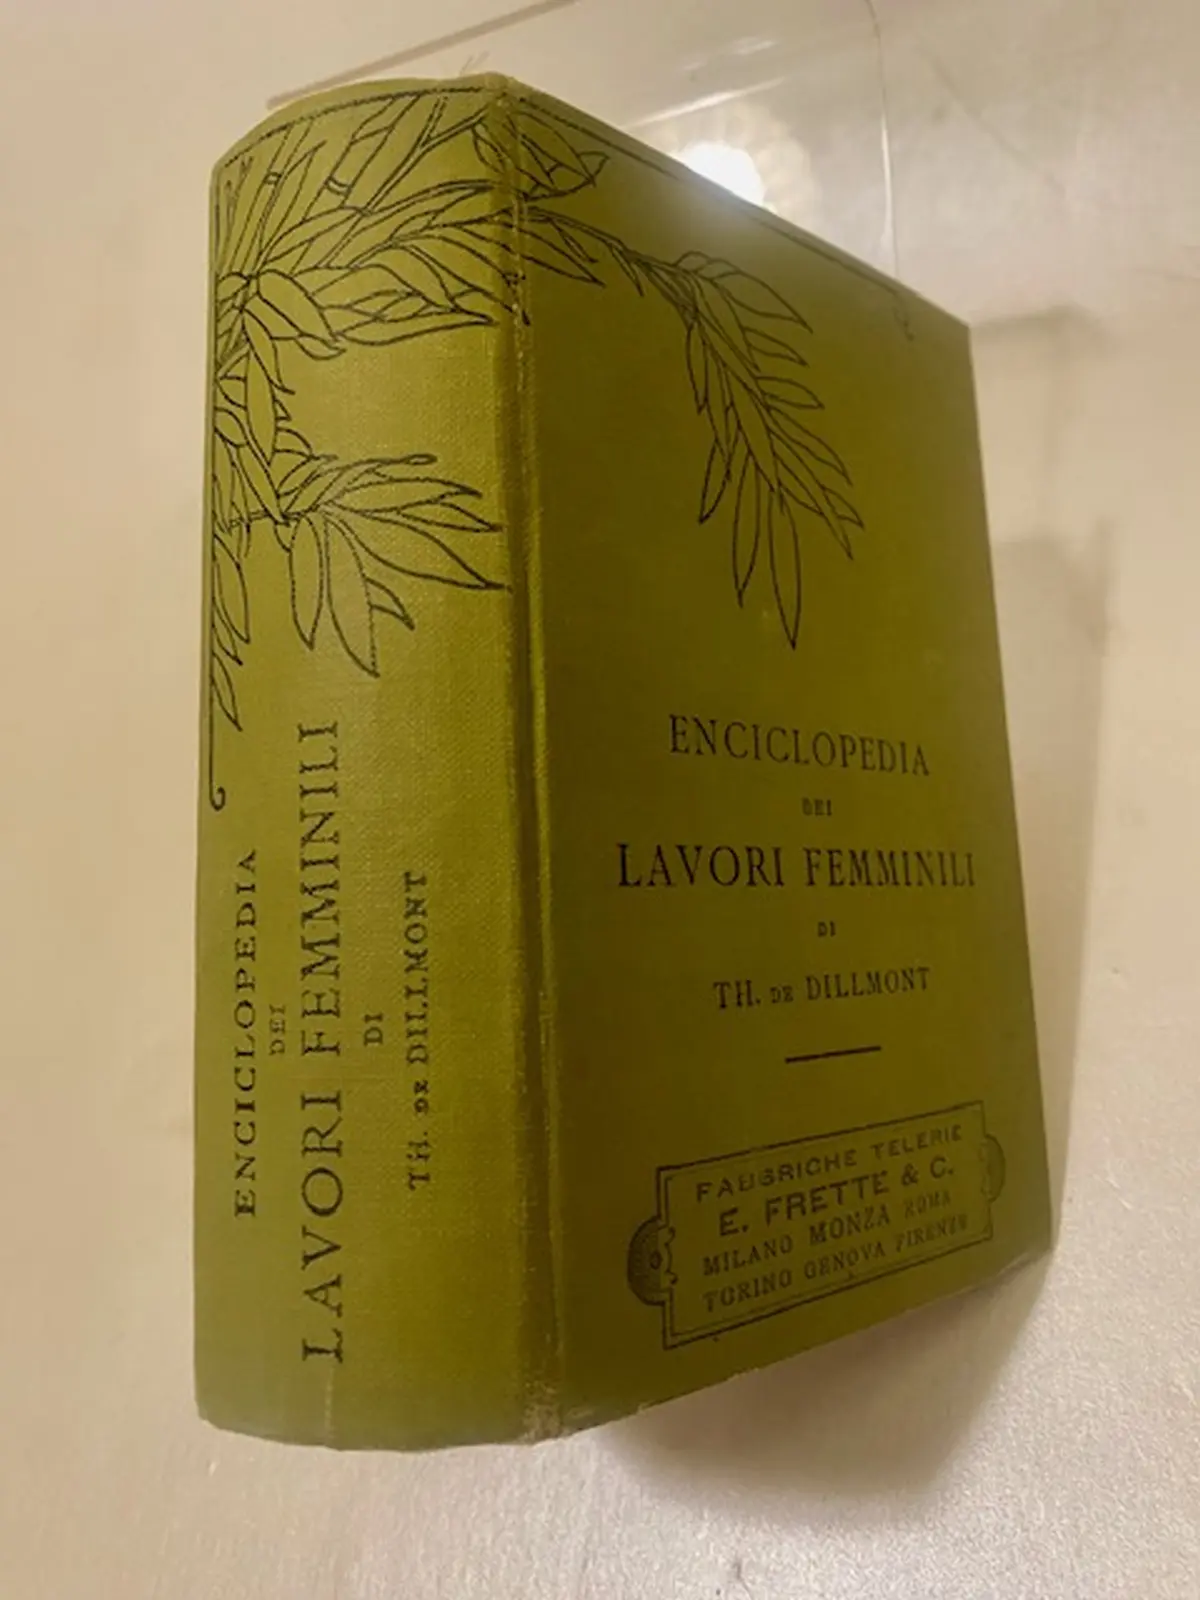 ENCICLOPEDIA
DEI
LAVORI FEMMINILI
DI
TH. DE DILLMONT
ENCICLOPEDIA
DEI
LAVORI FEMMINILI
DI
TH. DE DILLMONT
FABBRICHE TELERIE
E. FRETTE & C.
MILANO MONZA ROMA
TORINO GENOVA FIRENZE